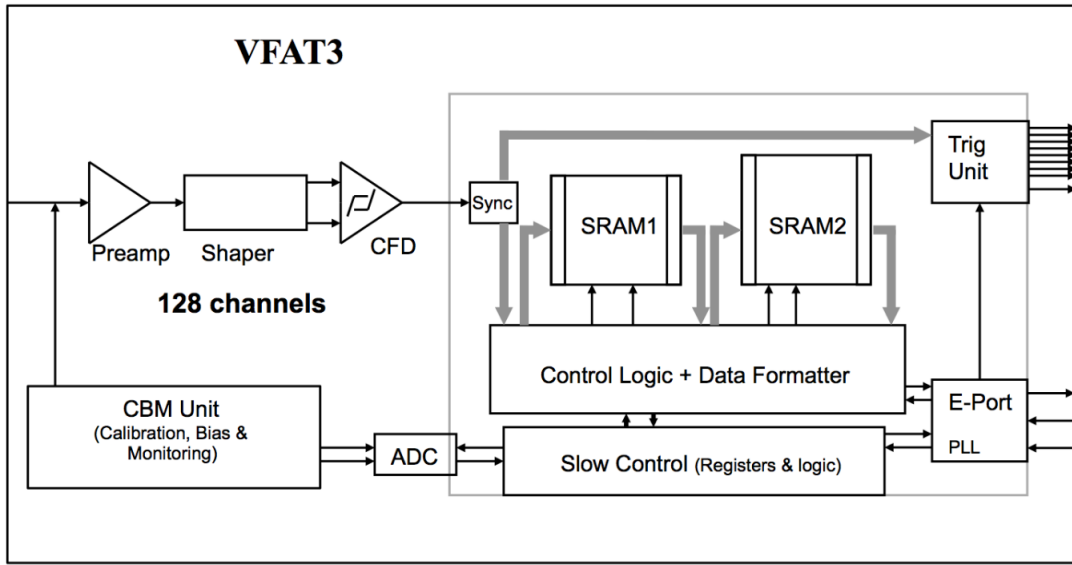 VFAT3
Trig
Unit
Sync
SRAM1
SRAM2
Preamp
Shaper
CFD
128 channels
Control Logic + Data Formatter
CBM Unit
(Calibration, Bias &
Monitoring)
ADC
Slow Control (Registers & logic)
E-Port
PLL